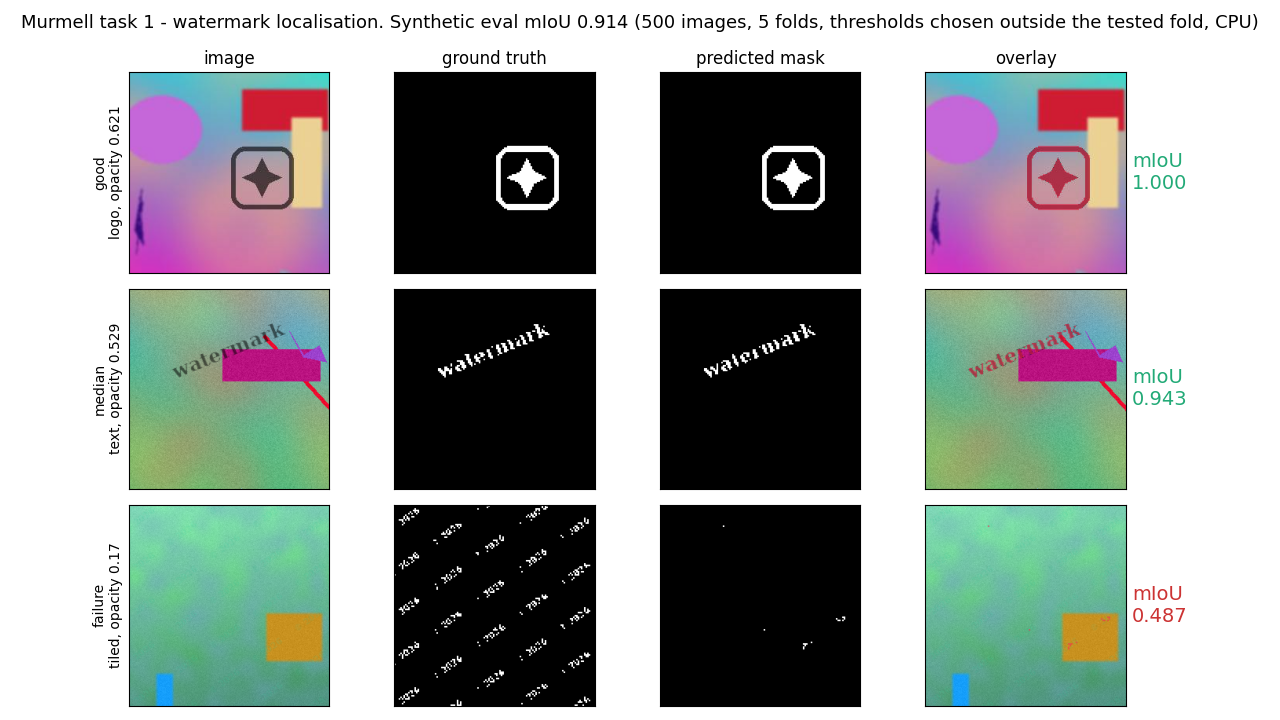 Murmell task 1 - watermark localisation. Synthetic eval mIoU 0.914 (500 images, 5 folds, thresholds chosen outside the tested fold, CPU)
image
ground truth
predicted mask
overlay
good
logo, opacity 0.621
mIoU
1.000
median
text, opacity 0.529
watermark
watermark
watermark
watermark
mIoU
0.943
failure
tiled, opacity 0.17
mIoU
0.487